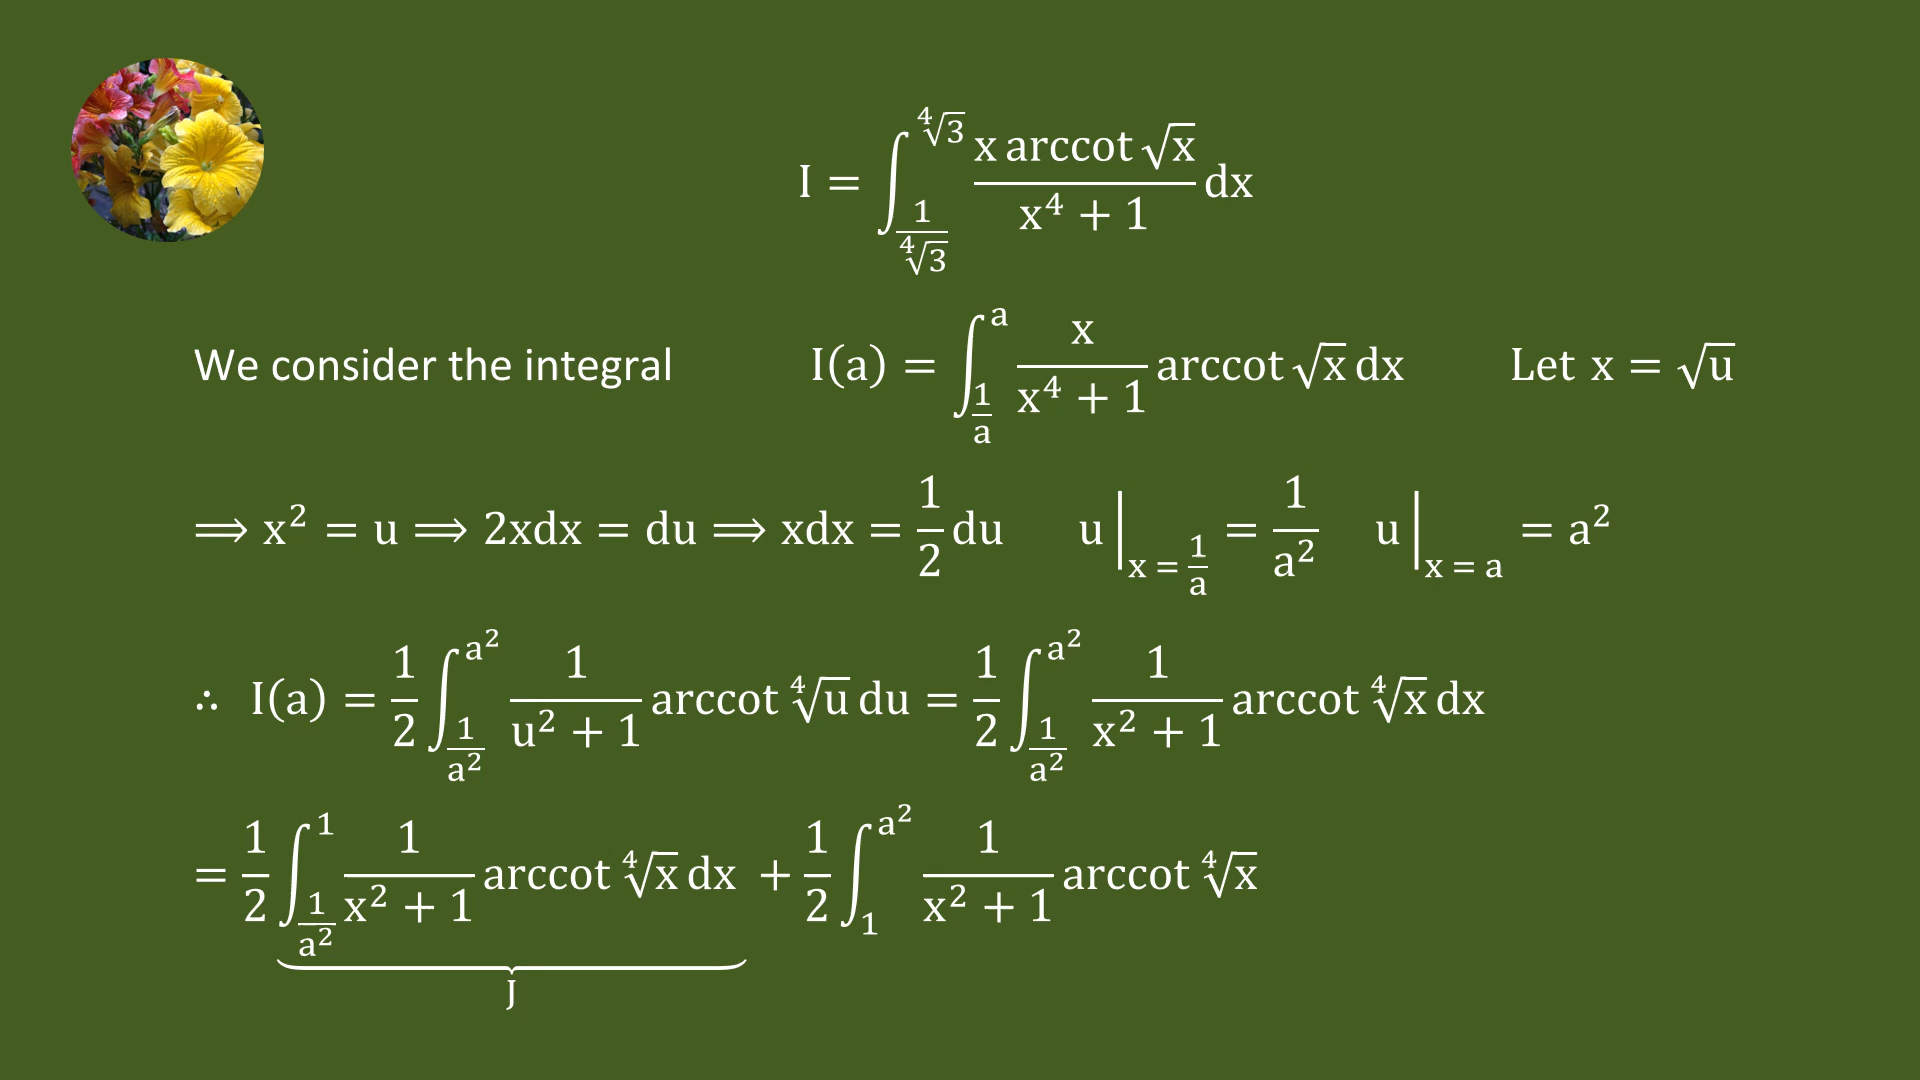 I = ∫_{1/∜3}^{∜3} (x arccot √x)/(x⁴ + 1) dx
We consider the integral I(a) = ∫_{1/a}^{a} x/(x⁴ + 1) arccot √x dx Let x = √u
⟹ x² = u ⟹ 2xdx = du ⟹ xdx = 1/2 du u|_{x = 1/a} = 1/a² u|_{x = a} = a²
∴ I(a) = 1/2 ∫_{1/a²}^{a²} 1/(u² + 1) arccot ∜u du = 1/2 ∫_{1/a²}^{a²} 1/(x² + 1) arccot ∜x dx
= 1/2 ∫_{1/a²}^{1} 1/(x² + 1) arccot ∜x dx + 1/2 ∫_{1}^{a²} 1/(x² + 1) arccot ∜x
J